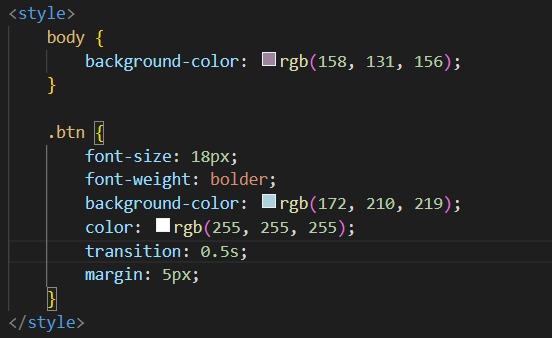 <style>
body {
background-color: rgb(158, 131, 156);
}
.btn {
font-size: 18px;
font-weight: bolder;
background-color: rgb(172, 210, 219);
color: rgb(255, 255, 255);
transition: 0.5s;
margin: 5px;
}
</style>